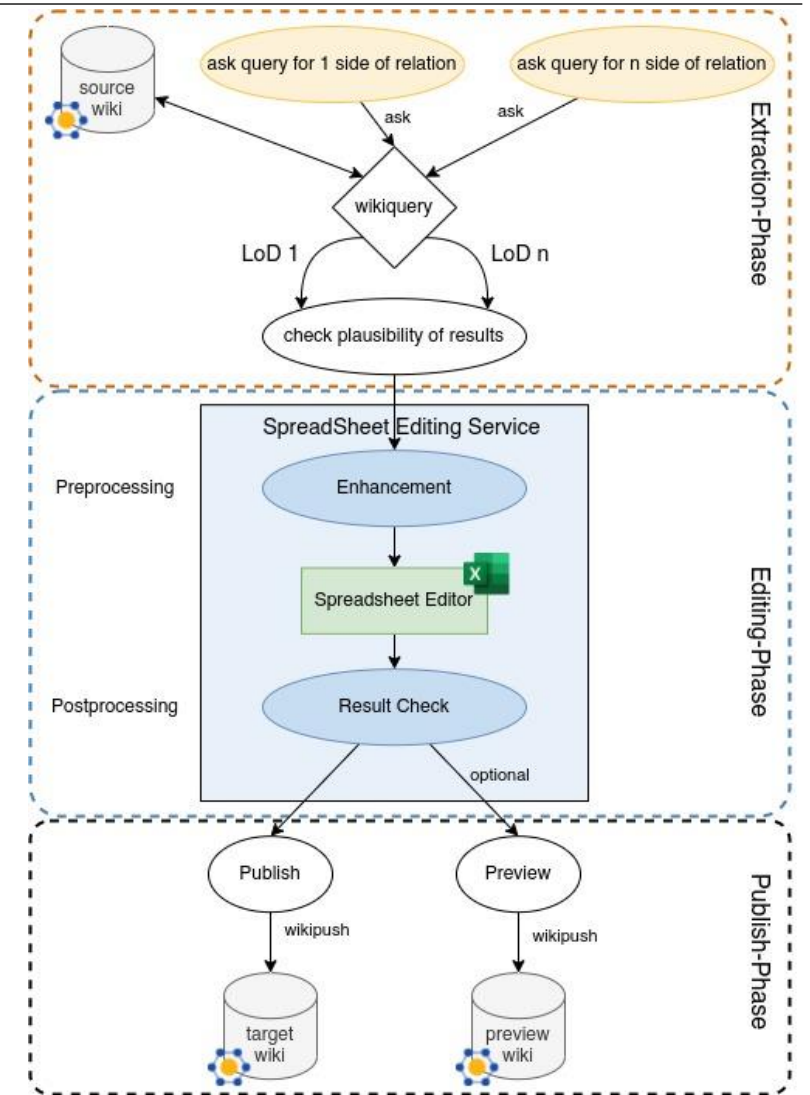 ask query for 1 side of relation
ask query for n side of relation
source
wiki
ask
ask
wikiquery
LoD 1
LoD n
check plausibility of results
Extraction-Phase
SpreadSheet Editing Service
Preprocessing
Enhancement
Spreadsheet Editor
X
Editing-Phase
Postprocessing
Result Check
optional
Publish
Preview
wikipush
wikipush
target
wiki
preview
wiki
Publish-Phase